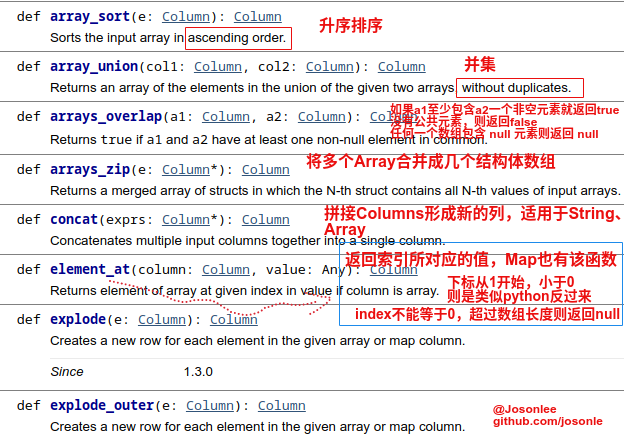 def array_sort(e: Column): Column
升序排序
Sorts the input array in ascending order.
def array_union(col1: Column, col2: Column): Column
并集
Returns an array of the elements in the union of the given two arrays, without duplicates.
def arrays_overlap(a1: Column, a2: Column): Column
如果a1至少包含a2一个非空元素就返回true
没有公共元素，则返回false
任何一个数组包含 null 元素则返回 null
Returns true if a1 and a2 have at least one non-null element in common.
def arrays_zip(e: Column*): Column
将多个Array合并成几个结构体数组
Returns a merged array of structs in which the N-th struct contains all N-th values of input arrays.
def concat(exprs: Column*): Column
拼接Columns形成新的列，适用于String、
Array
Concatenates multiple input columns together into a single column.
def element_at(column: Column, value: Any): Column
返回索引所对应的值，Map也有该函数
下标从1开始，小于0
则是类似python反过来
index不能等于0，超过数组长度则返回null
Returns element of array at given index in value if column is array.
def explode(e: Column): Column
Creates a new row for each element in the given array or map column.
Since 1.3.0
def explode_outer(e: Column): Column
Creates a new row for each element in the given array or map column.
@Josonlee
github.com/josonle